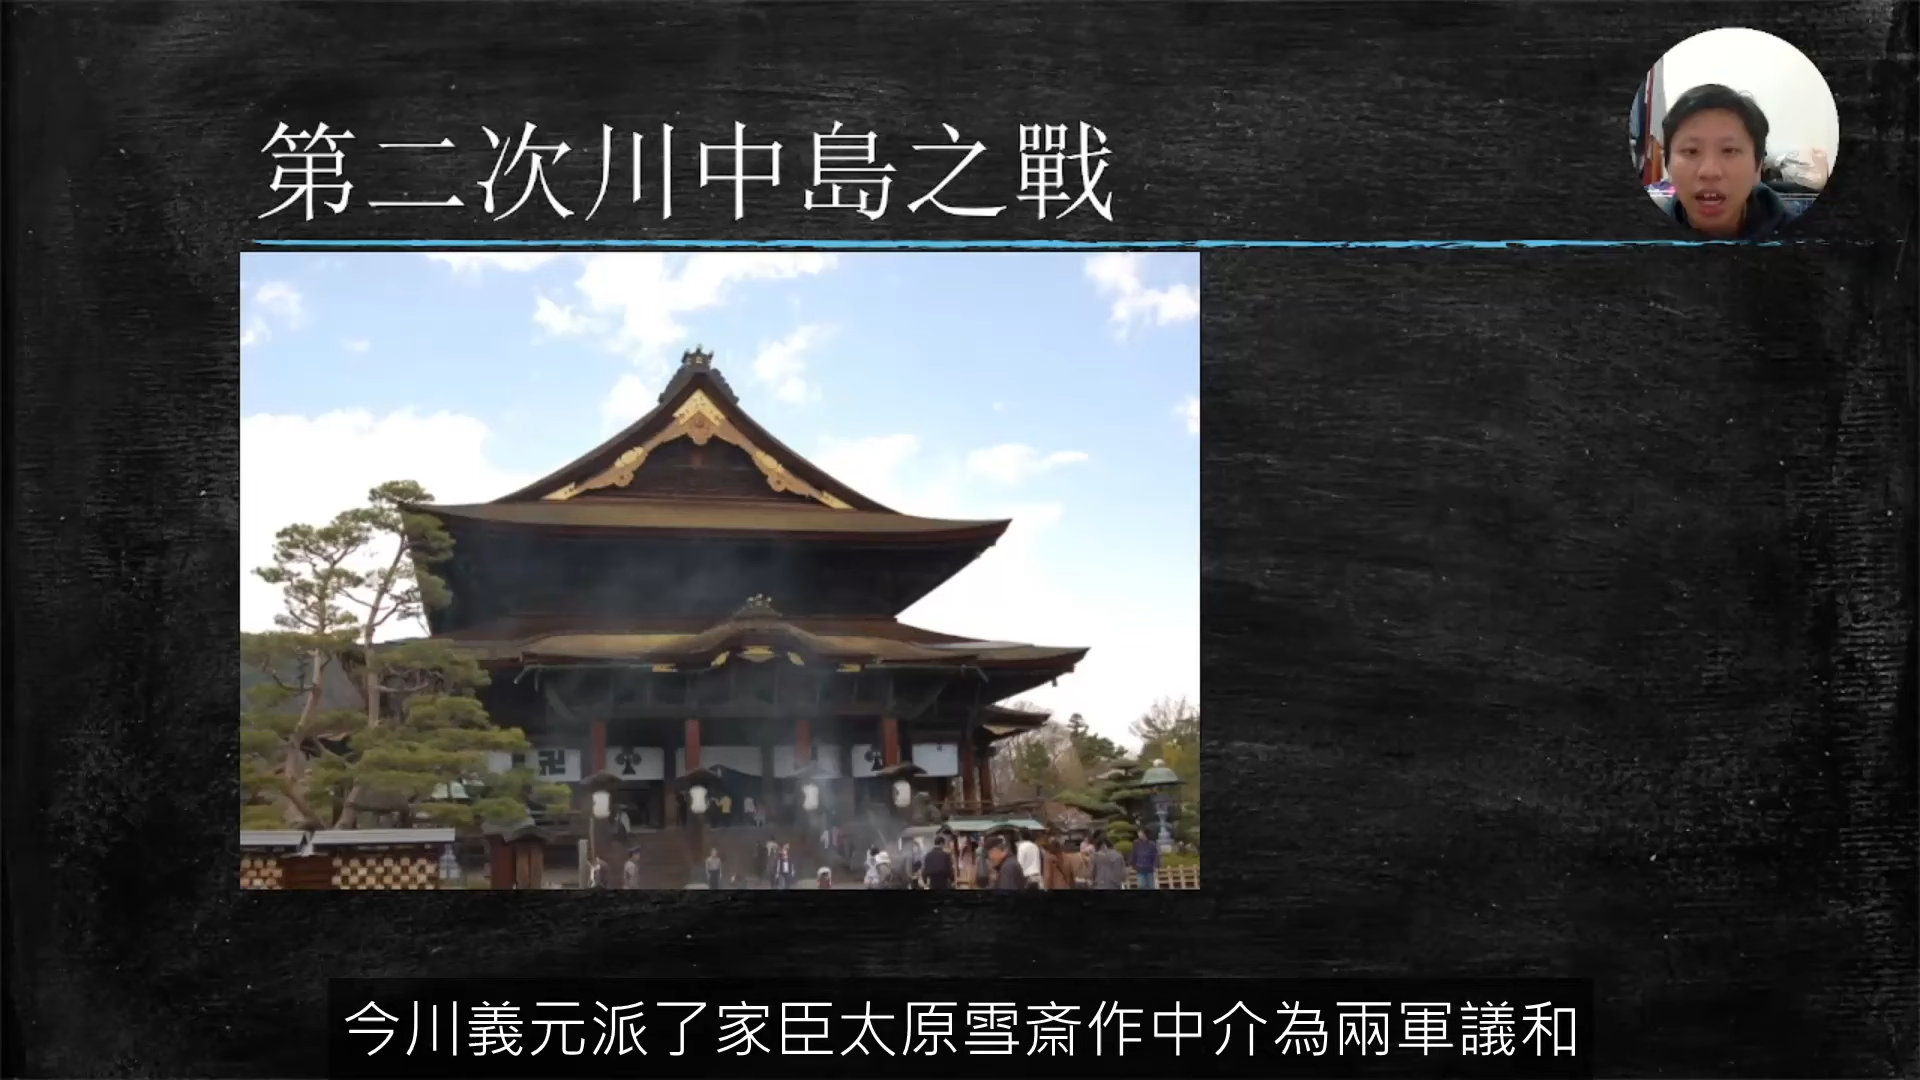 第二次川中島之戰
卍
今川義元派了家臣太原雪斎作中介為兩軍議和